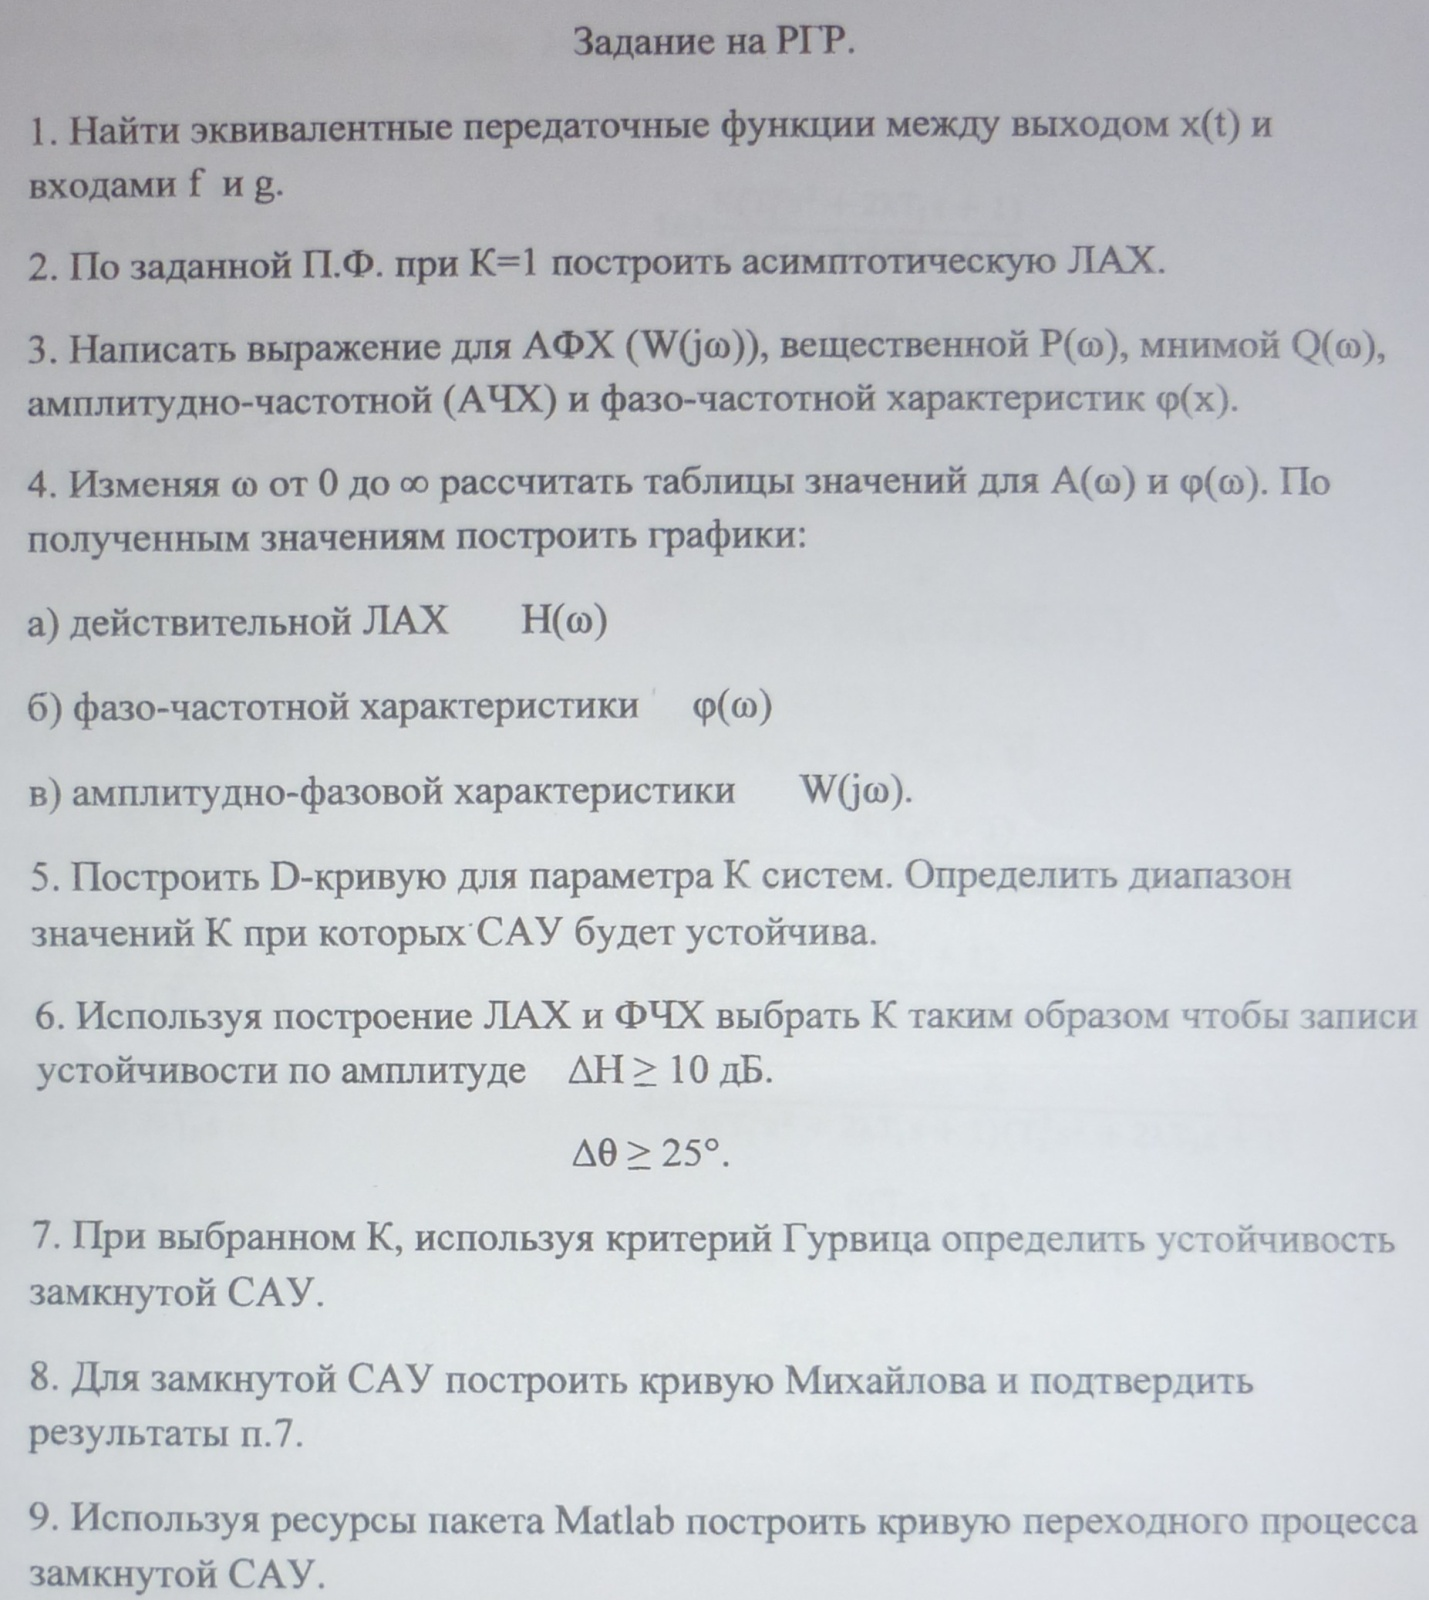 Задание на РГР.
1. Найти эквивалентные передаточные функции между выходом x(t) и
входами f и g.
2. По заданной П.Ф. при К=1 построить асимптотическую ЛАХ.
3. Написать выражение для АФХ (W(jω)), вещественной P(ω), мнимой Q(ω),
амплитудно-частотной (АЧХ) и фазо-частотной характеристик φ(x).
4. Изменяя ω от 0 до ∞ рассчитать таблицы значений для A(ω) и φ(ω). По
полученным значениям построить графики:
а) действительной ЛАХ H(ω)
б) фазо-частотной характеристики φ(ω)
в) амплитудно-фазовой характеристики W(jω).
5. Построить D-кривую для параметра К систем. Определить диапазон
значений К при которых САУ будет устойчива.
6. Используя построение ЛАХ и ФЧХ выбрать К таким образом чтобы записи
устойчивости по амплитуде ΔH ≥ 10 дБ.
Δθ ≥ 25°.
7. При выбранном К, используя критерий Гурвица определить устойчивость
замкнутой САУ.
8. Для замкнутой САУ построить кривую Михайлова и подтвердить
результаты п.7.
9. Используя ресурсы пакета Matlab построить кривую переходного процесса
замкнутой САУ.